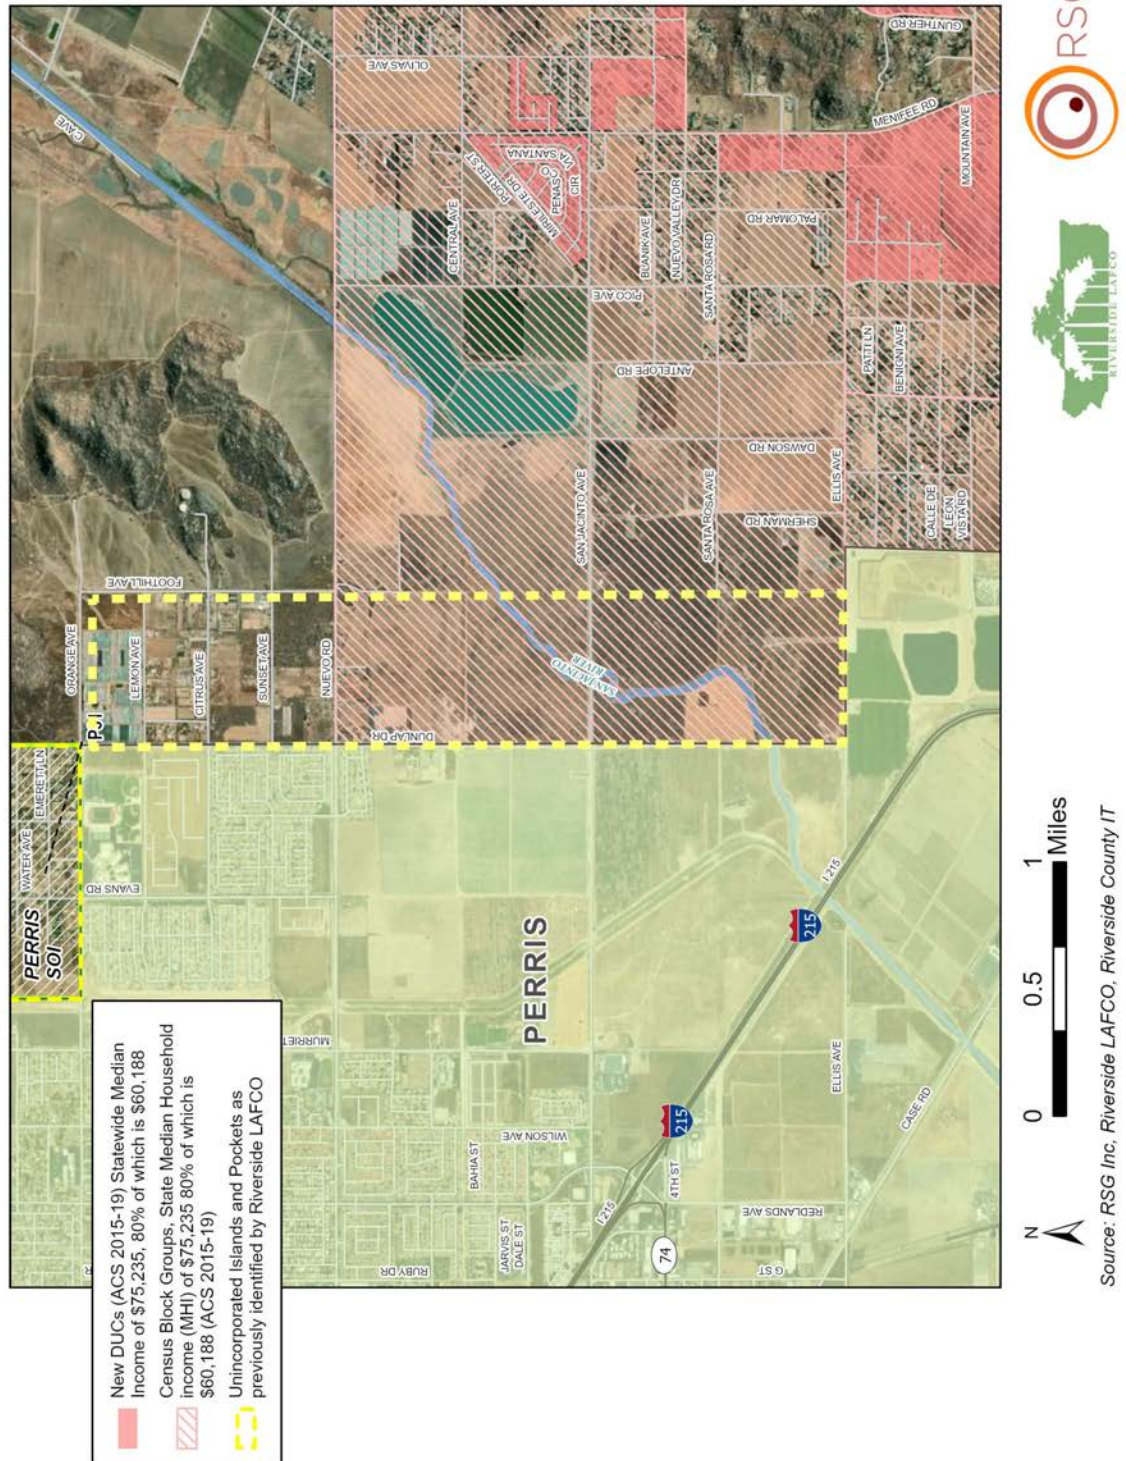 New DUCs (ACS 2015-19) Statewide Median
Income of $75,235, 80% of which is $60,188
Census Block Groups, State Median Household
income (MHI) of $75,235 80% of which is
$60,188 (ACS 2015-19)
Unincorporated Islands and Pockets as
previously identified by Riverside LAFCO
PERRIS
SOI
WATER AVE
EMERETT LN
EVANS RD
ORANGE AVE
PJ I
LEMON AVE
CITRUS AVE
SUNSET AVE
NUEVO RD
FOOTHILL AVE
DUNLAP DR
C AVE
OLIVAS AVE
CENTRAL AVE
PORTER ST
MIRILESTE DR
VIA SANTANA
PENASCO
CIR
PICO AVE
BLANIK AVE
NUEVO VALLEY DR
SANTA ROSA RD
PALOMAR RD
MENIFEE RD
GUNTHER RD
MOUNTAIN AVE
ANTELOPE RD
PATTI LN
BENIGNI AVE
SAN JACINTO AVE
DAWSON RD
SANTA ROSA AVE
SHERMAN RD
ELLIS AVE
CALLE DE
LEON
VISTA RD
SAN JACINTO
RIVER
PERRIS
MURRIET
WILSON AVE
BAHIA ST
JARVIS ST
DALE ST
RUBY DR
R
I 215
215
4TH ST
74
REDLANDS AVE
G ST
ELLIS AVE
CASE RD
I 215
215
N
0 0.5 1
Miles
Source: RSG Inc, Riverside LAFCO, Riverside County IT
RIVERSIDE LAFCO
RSG